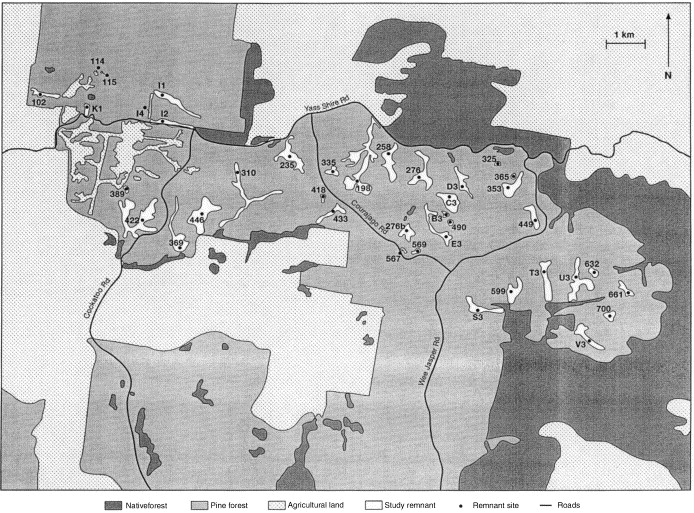 1 km
N
114
115
102
K1
I1
I4
I2
Yass Shire Rd
235
335
258
198
276
325
365
353
D3
C3
B3
490
E3
449
310
418
433
Couragago Rd
276b
567
569
389
422
446
369
Cockatoo Rd
Wee Jasper Rd
599
S3
T3
U3
632
661
700
V3
Nativeforest Pine forest Agricultural land Study remnant Remnant site Roads